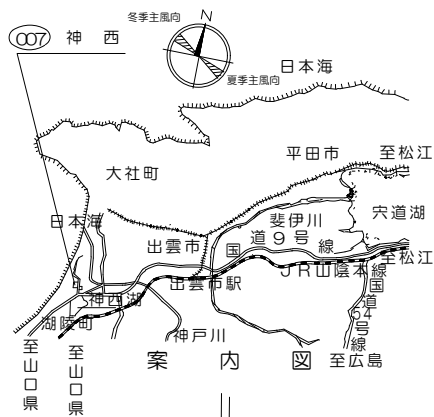 冬季主風向
N
夏季主風向
007 神西
日本海
平田市
至松江
大社町
宍道湖
日本海
斐伊川
出雲市
国道9号線
至松江
JR山陰本線
出雲市駅
神西湖
国道54号線
湖陵町
神戸川
至広島
至山口県
至山口県
案内図